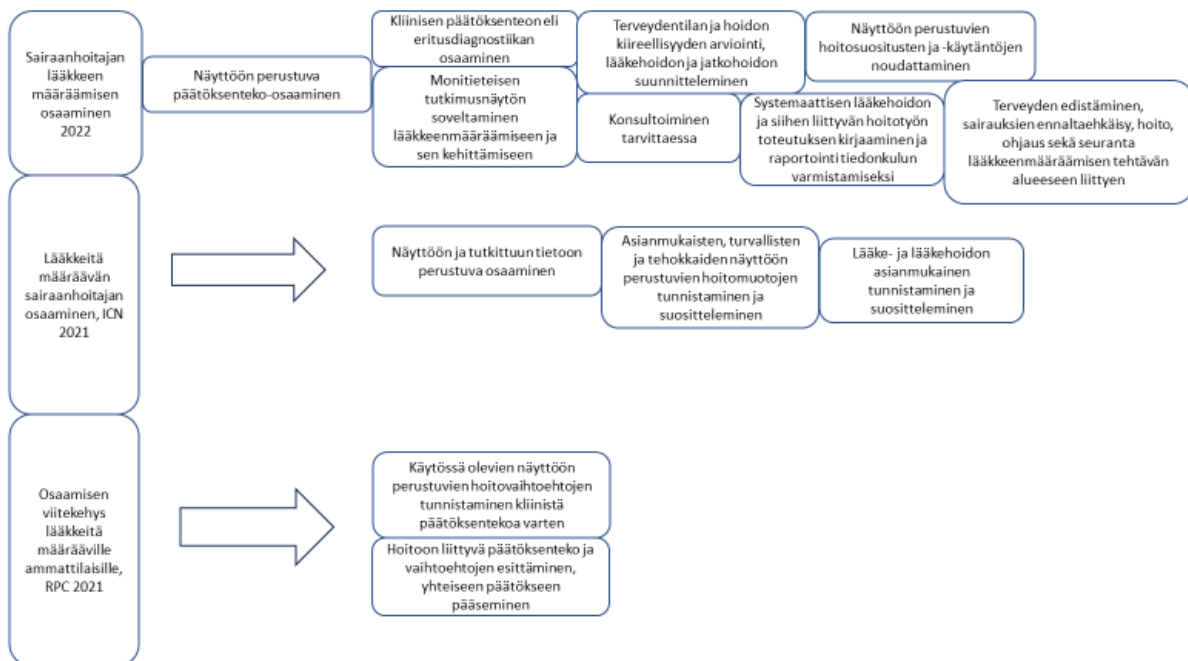 Sairaanhoitajan
lääkkeen
määräämisen
osaaminen
2022
Näyttöön perustuva
päätöksenteko-osaaminen
Kliinisen päätöksenteon eli
eritusdiagnostiikan
osaaminen
Monitieteisen
tutkimusnäytön
soveltaminen
lääkkeenmääräämiseen ja
sen kehittämiseen
Terveydentilan ja hoidon
kiireellisyyden arviointi,
lääkehoidon ja jatkohoidon
suunnitteleminen
Konsultoiminen
tarvittaessa
Näyttöön perustuvien
hoitosuositusten ja -käytäntöjen
noudattaminen
Systemaattisen lääkehoidon
ja siihen liittyvän hoitotyön
toteutuksen kirjaaminen ja
raportointi tiedonkulun
varmistamiseksi
Terveyden edistäminen,
sairauksien ennaltaehkäisy, hoito,
ohjaus sekä seuranta
lääkkeenmääräämisen tehtävän
alueeseen liittyen
Lääkkeitä
määräävän
sairaanhoitajan
osaaminen, ICN
2021
Näyttöön ja tutkittuun tietoon
perustuva osaaminen
Asianmukaisten, turvallisten
ja tehokkaiden näyttöön
perustuvien hoitomuotojen
tunnistaminen ja
suositteleminen
Lääke- ja lääkehoidon
asianmukainen
tunnistaminen ja
suositteleminen
Osaamisen
viitekehys
lääkkeitä
määrääville
ammattilaisille,
RPC 2021
Käytössä olevien näyttöön
perustuvien hoitovaihtoehtojen
tunnistaminen kliinistä
päätöksentekoa varten
Hoitoon liittyvä päätöksenteko ja
vaihtoehtojen esittäminen,
yhteiseen päätökseen
pääseminen